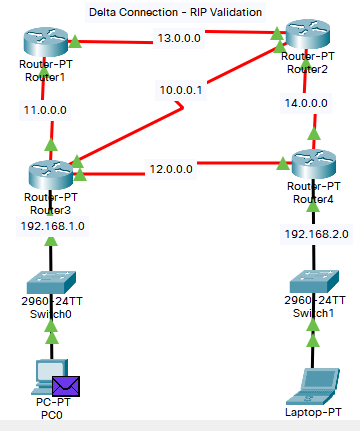 Delta Connection - RIP Validation
13.0.0.0
Router-PT
Router1
Router-PT
Router2
10.0.0.1
11.0.0.0
14.0.0.0
12.0.0.0
Router-PT
Router3
Router-PT
Router4
192.168.1.0
192.168.2.0
2960-24TT
Switch0
2960-24TT
Switch1
PC-PT
PC0
Laptop-PT